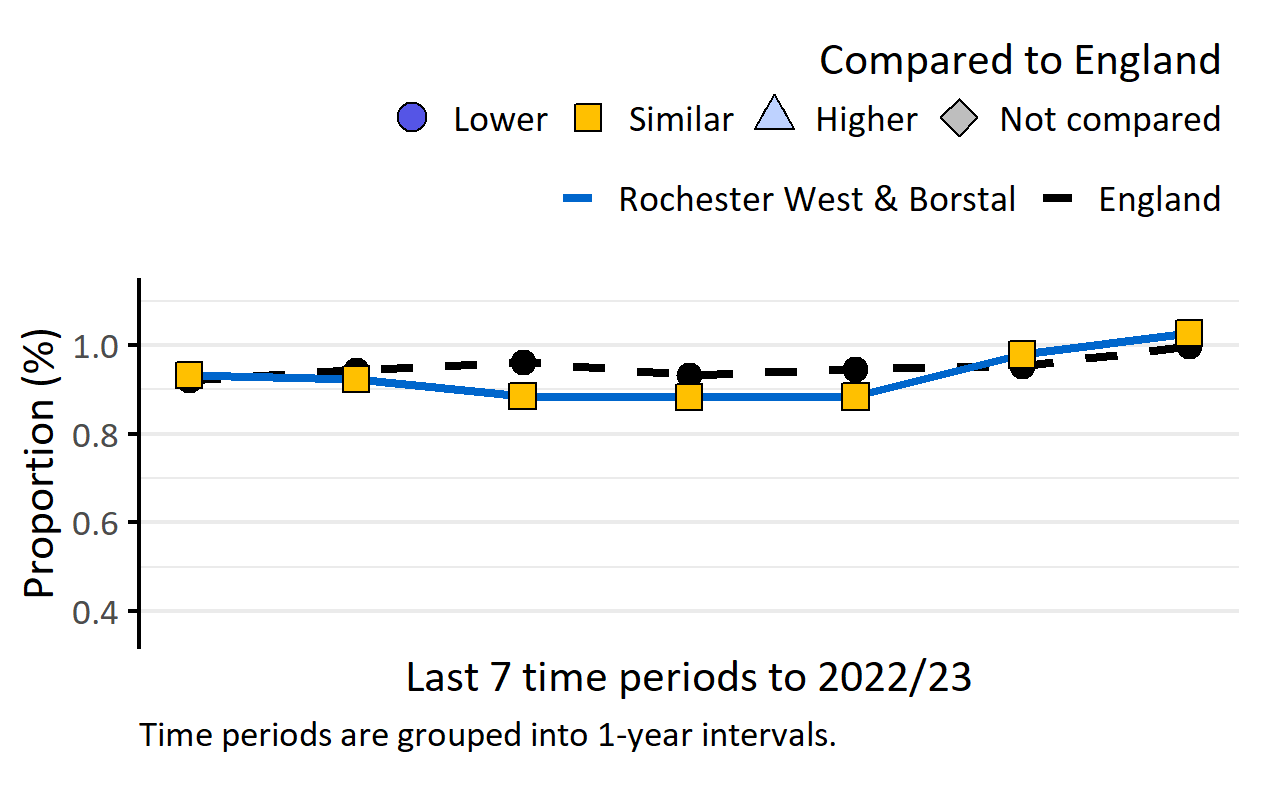 Compared to England
Lower Similar Higher Not compared
Rochester West & Borstal England
Proportion (%)
1.0
0.8
0.6
0.4
Last 7 time periods to 2022/23
Time periods are grouped into 1-year intervals.